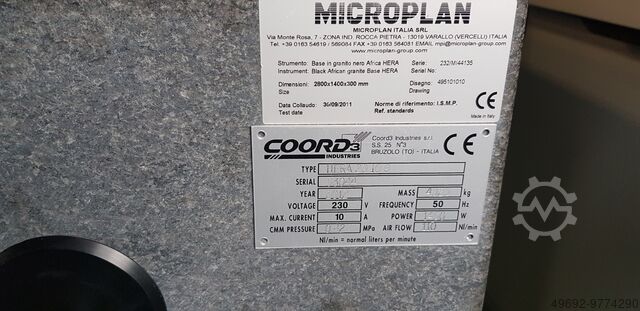 MICROPLAN
MICROPLAN ITALIA SRL
Via Monte Rosa, 7 - ZONA IND. ROCCA PIETRA - 13019 VARALLO (VERCELLI) ITALIA
Tel. +39 0163 54619 / 569084 FAX +39 0163 564081 EMAIL mpi@microplan-group.com - www.microplan-group.com
Strumento: Base in granito nero Africa HERA Serie: 232/MI/44135
Instrument: Black African granite Base HERA Serial No:
Dimensioni: 2800x1400x300 mm Disegno: 495101010
Size Drawing
Data Collaudo: 30/09/2011 Norme di riferimento: I.S.M.P.
Test date Ref. standards
CE
Made in Italy
COORD3
INDUSTRIES
Coord3 Industries s.r.l.
S.S. 25 N°3
BRUZOLO (TO) - ITALIA
CE
TYPE
SERIAL
YEAR MASS
VOLTAGE 230 V FREQUENCY 50 Hz
MAX. CURRENT 10 A POWER W
CMM PRESSURE MPa AIR FLOW Nl/min
Nl/min = normal liters per minute
49692-9774290